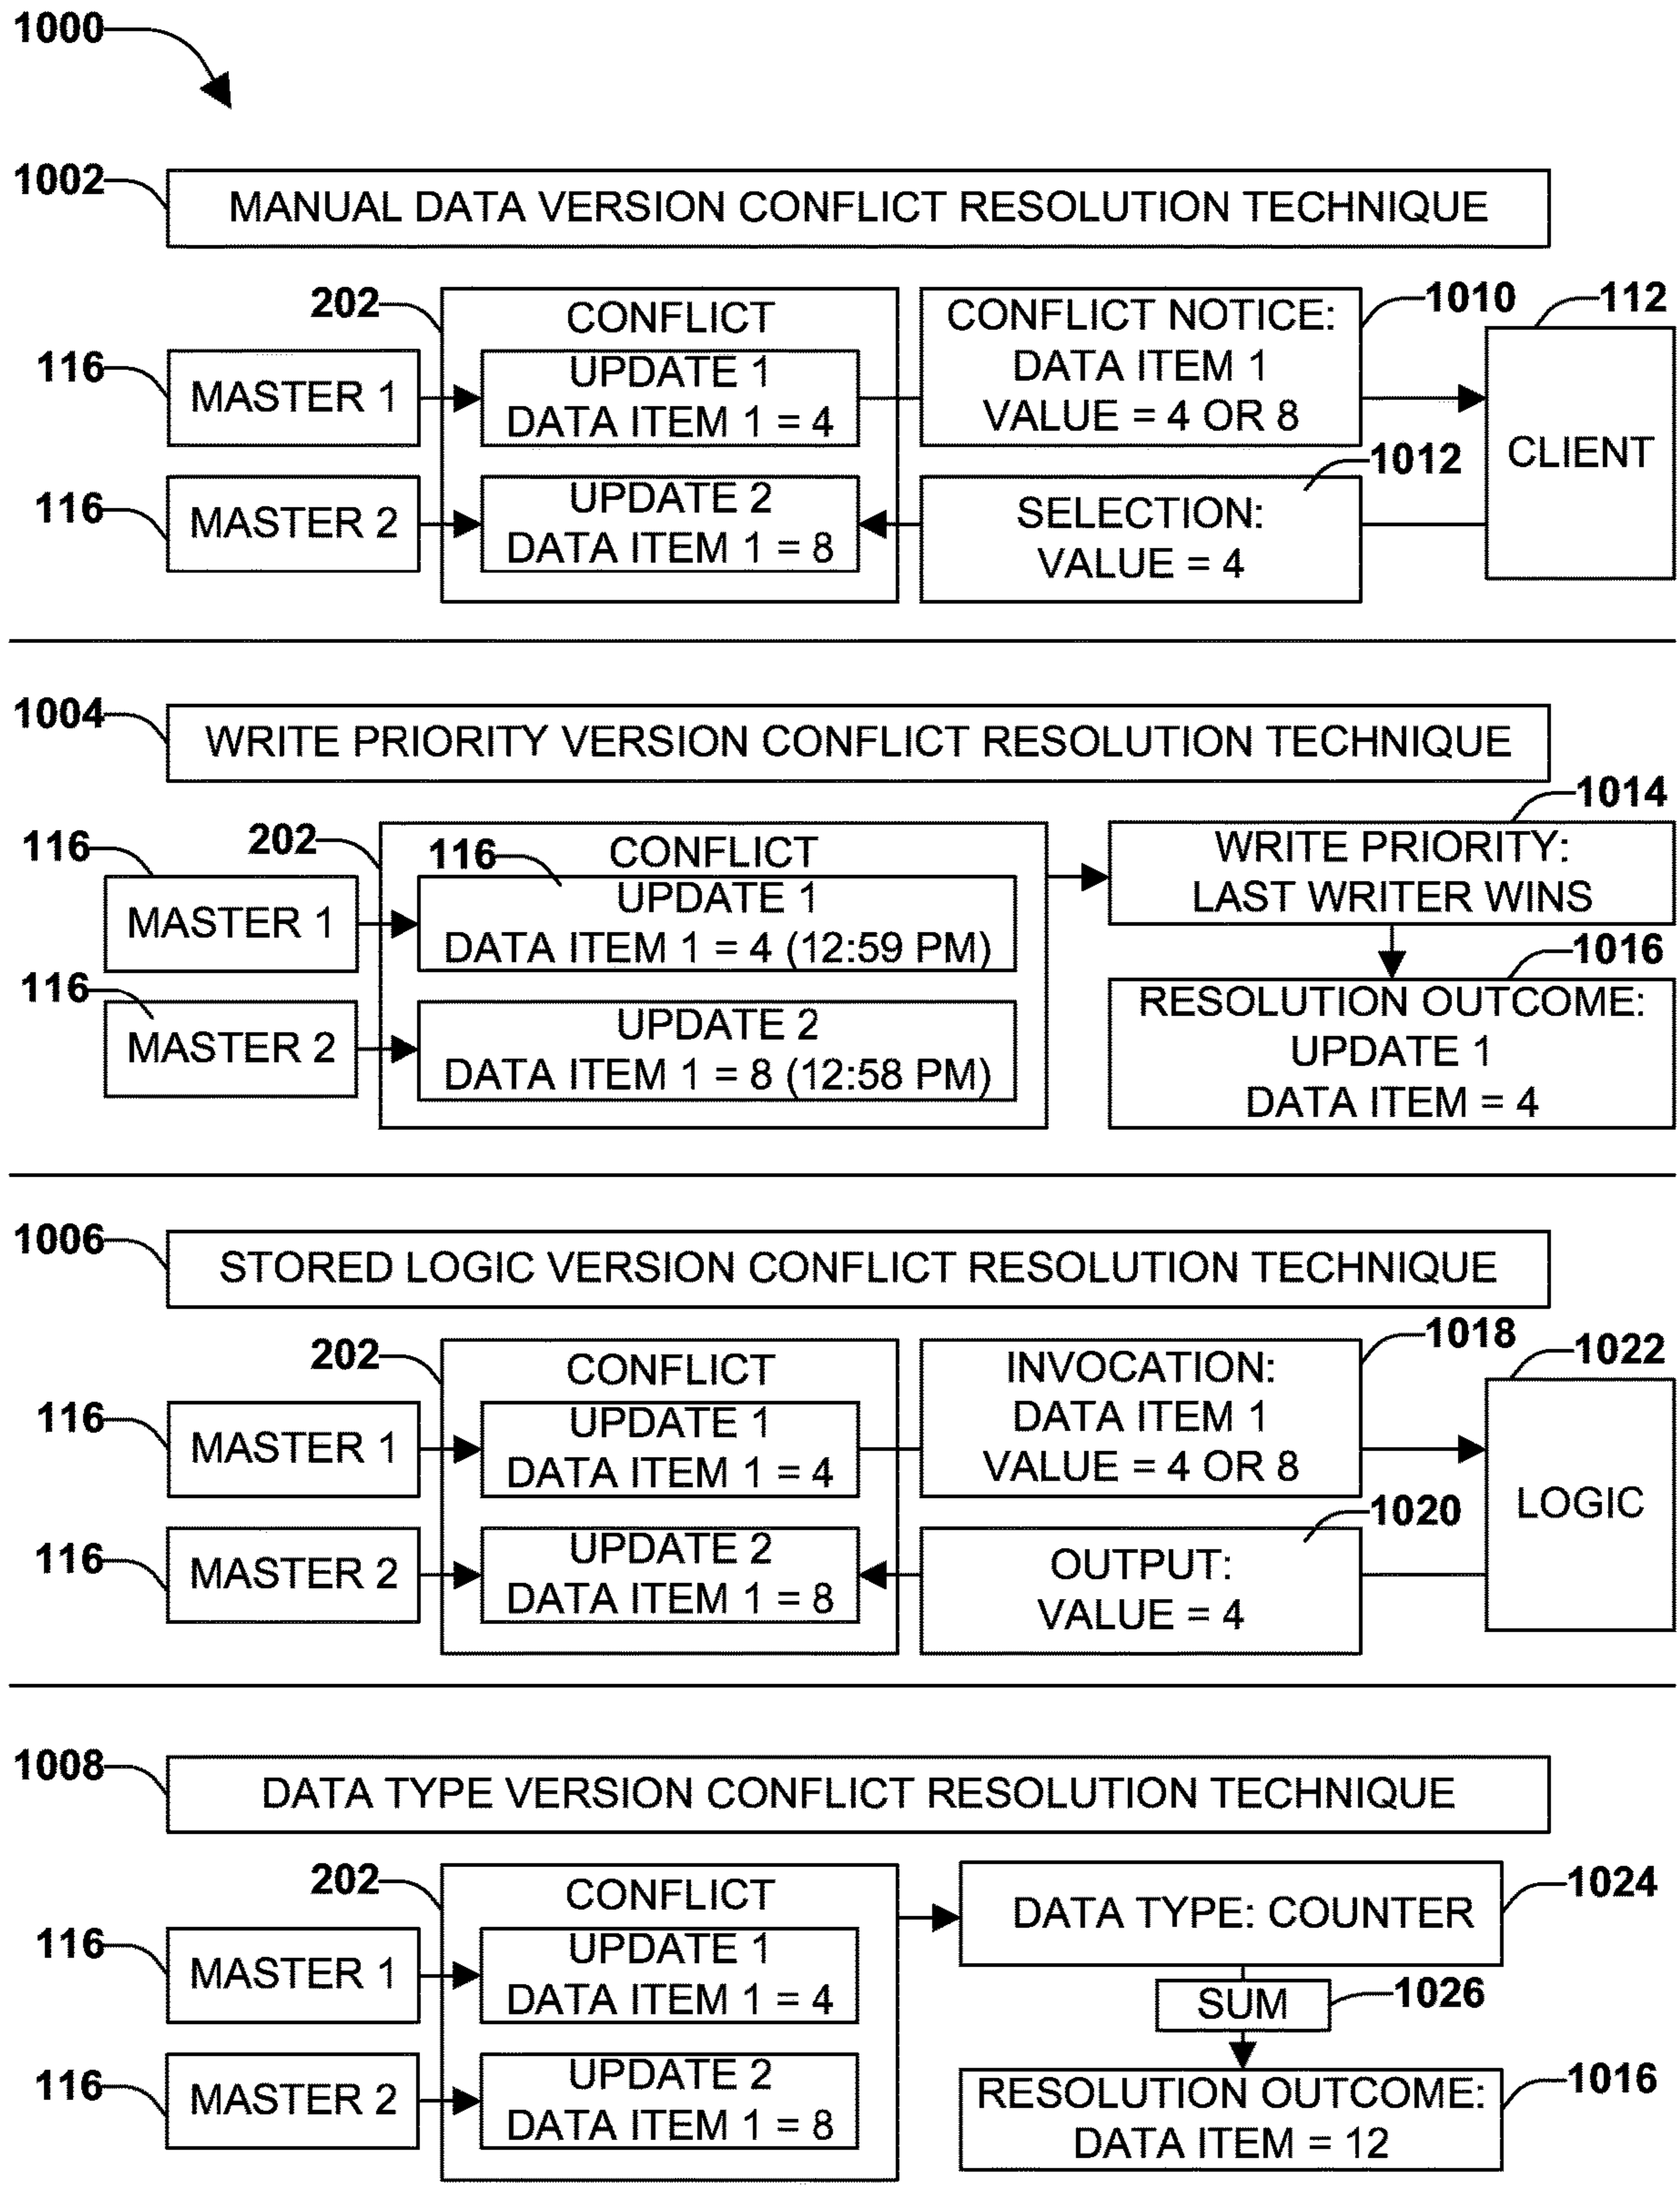 1000
1002
MANUAL DATA VERSION CONFLICT RESOLUTION TECHNIQUE
202
CONFLICT
116
MASTER 1
UPDATE 1
DATA ITEM 1 = 4
116
MASTER 2
UPDATE 2
DATA ITEM 1 = 8
CONFLICT NOTICE:
DATA ITEM 1
VALUE = 4 OR 8
1010
1012
SELECTION:
VALUE = 4
112
CLIENT
1004
WRITE PRIORITY VERSION CONFLICT RESOLUTION TECHNIQUE
116
MASTER 1
202
CONFLICT
116
UPDATE 1
DATA ITEM 1 = 4 (12:59 PM)
116
MASTER 2
UPDATE 2
DATA ITEM 1 = 8 (12:58 PM)
1014
WRITE PRIORITY:
LAST WRITER WINS
1016
RESOLUTION OUTCOME:
UPDATE 1
DATA ITEM = 4
1006
STORED LOGIC VERSION CONFLICT RESOLUTION TECHNIQUE
202
CONFLICT
116
MASTER 1
UPDATE 1
DATA ITEM 1 = 4
116
MASTER 2
UPDATE 2
DATA ITEM 1 = 8
INVOCATION:
DATA ITEM 1
VALUE = 4 OR 8
1018
1020
OUTPUT:
VALUE = 4
1022
LOGIC
1008
DATA TYPE VERSION CONFLICT RESOLUTION TECHNIQUE
202
CONFLICT
116
MASTER 1
UPDATE 1
DATA ITEM 1 = 4
116
MASTER 2
UPDATE 2
DATA ITEM 1 = 8
DATA TYPE: COUNTER
1024
SUM
1026
RESOLUTION OUTCOME:
DATA ITEM = 12
1016